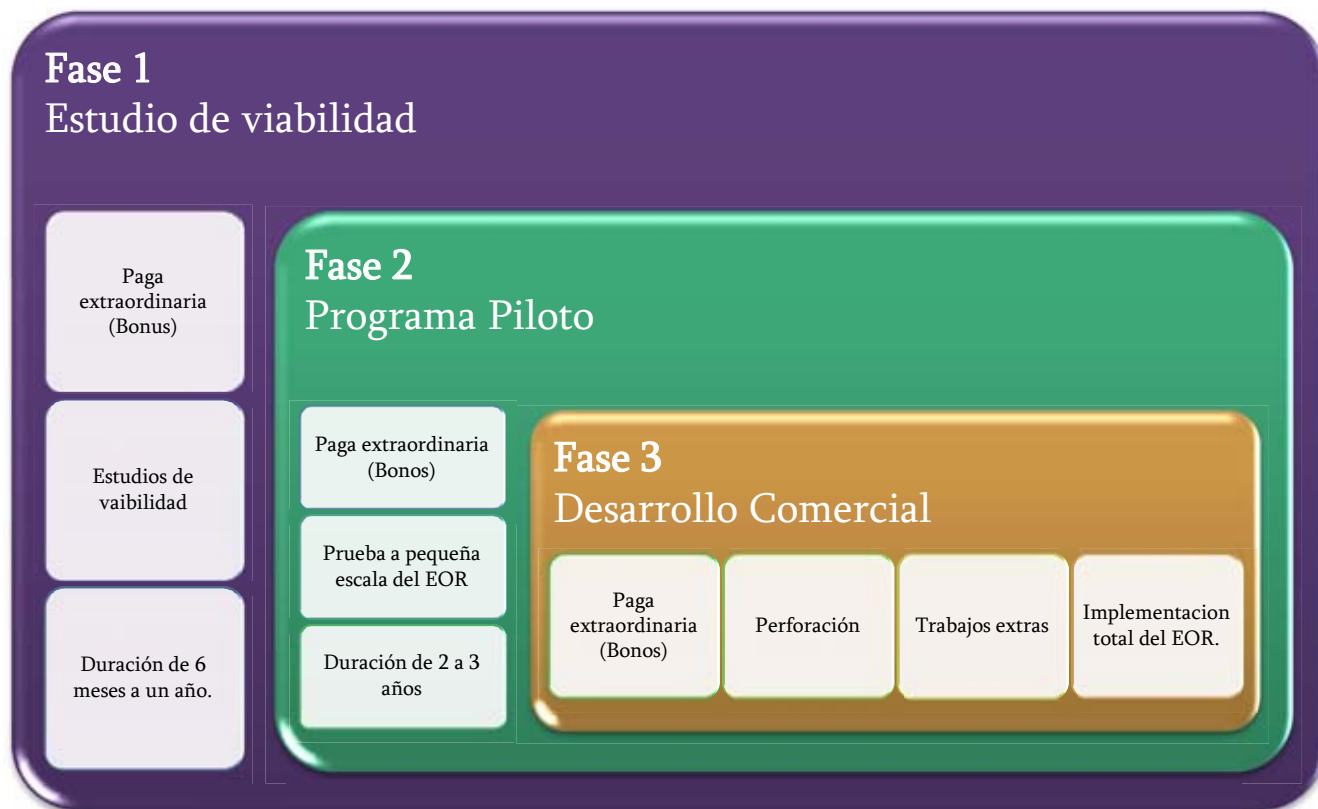 Fase 1
Estudio de viabilidad
Paga
extraordinaria
(Bonus)
Estudios de
vaibilidad
Duración de 6
meses a un año.
Fase 2
Programa Piloto
Paga extraordinaria
(Bonos)
Prueba a pequeña
escala del EOR
Duración de 2 a 3
años
Fase 3
Desarrollo Comercial
Paga
extraordinaria
(Bonos)
Perforación
Trabajos extras
Implementacion
total del EOR.